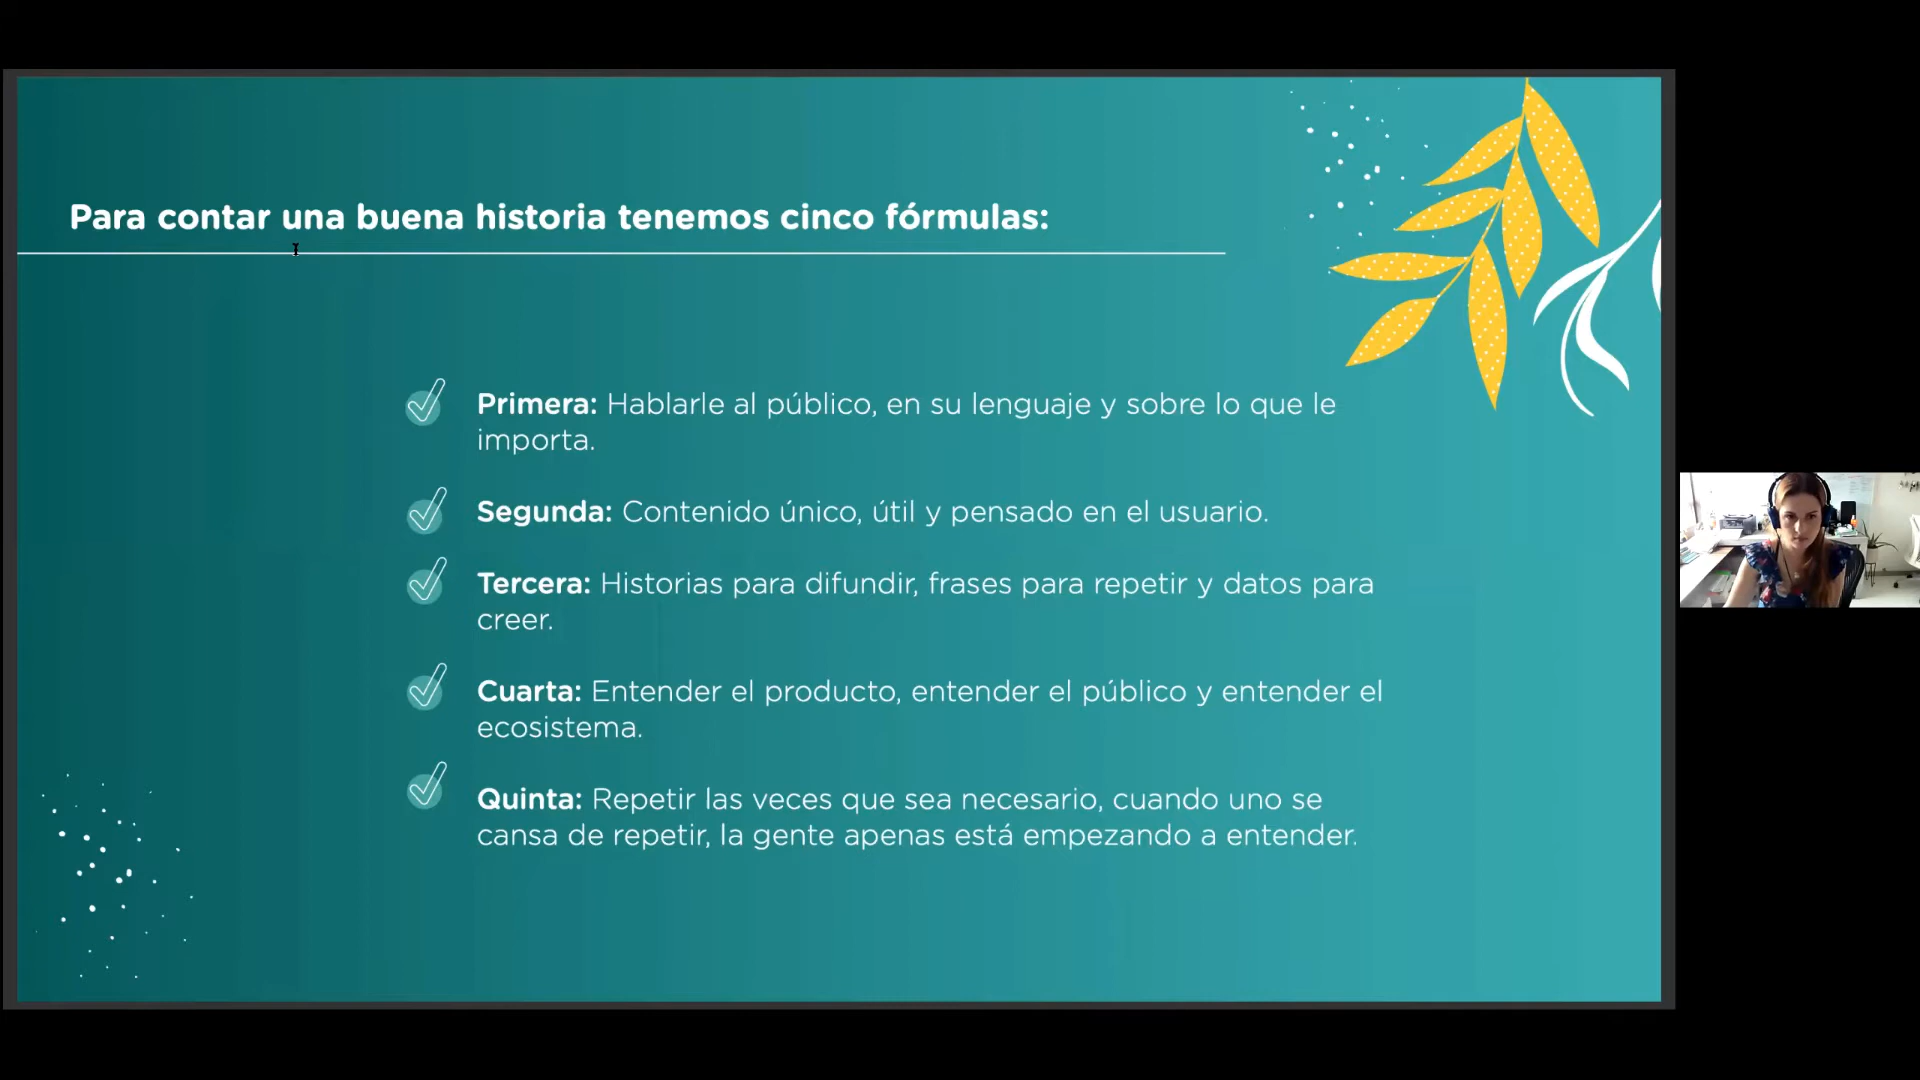 Para contar una buena historia tenemos cinco fórmulas:
Primera: Hablarle al público, en su lenguaje y sobre lo que le
importa.
Segunda: Contenido único, útil y pensado en el usuario.
Tercera: Historias para difundir, frases para repetir y datos para
creer.
Cuarta: Entender el producto, entender el público y entender el
ecosistema.
Quinta: Repetir las veces que sea necesario, cuando uno se
cansa de repetir, la gente apenas está empezando a entender.